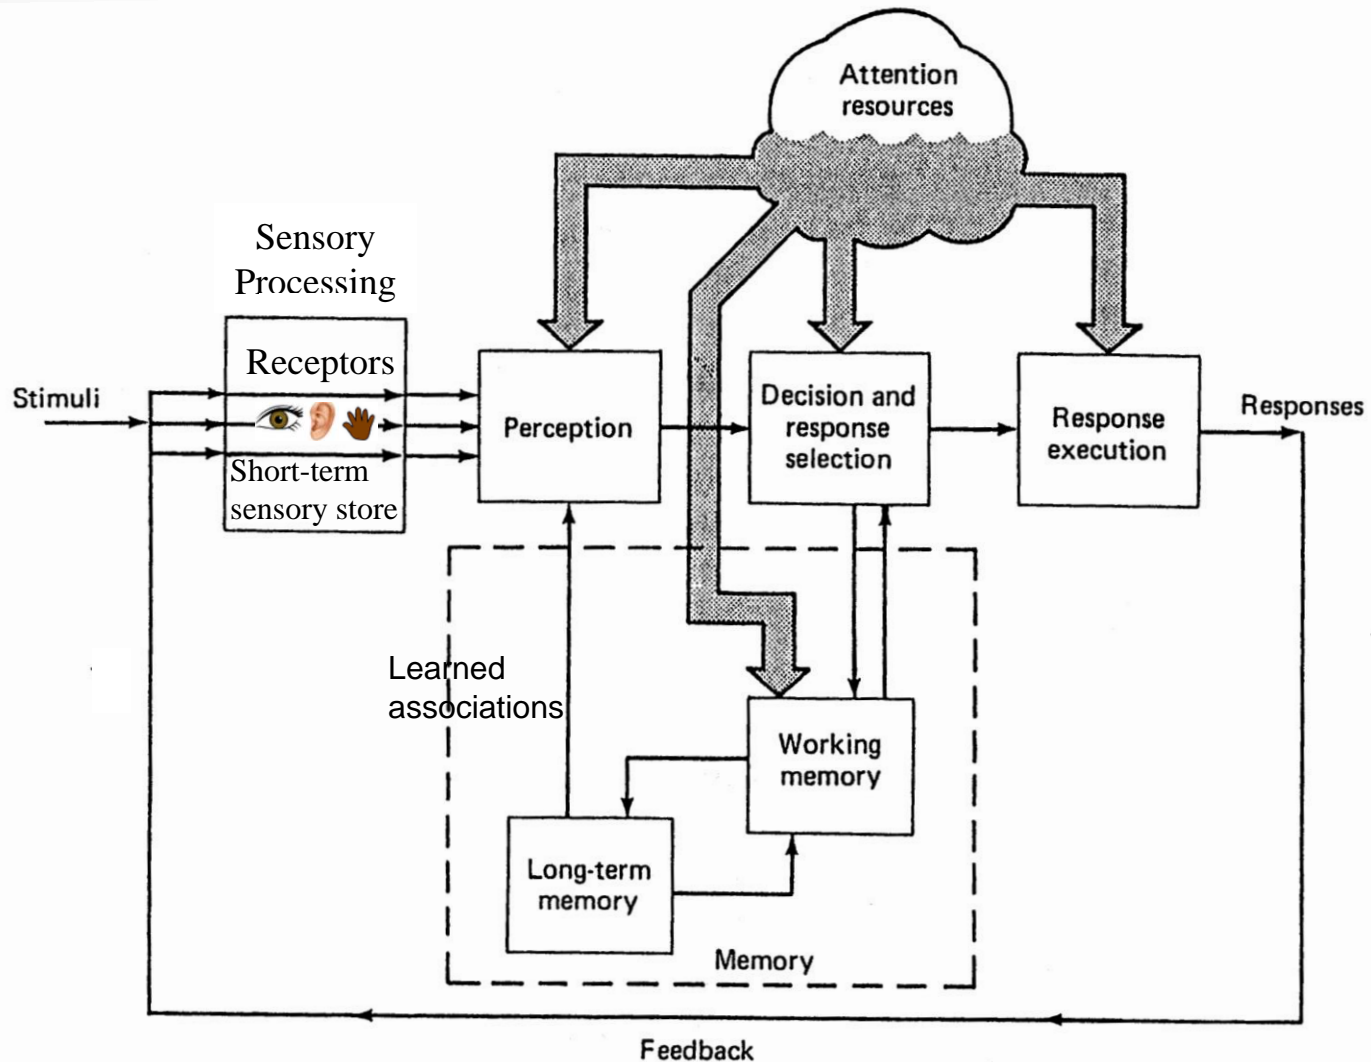 Attention
resources
Sensory
Processing
Receptors
Short-term
sensory store
Stimuli
Perception
Decision and
response
selection
Response
execution
Responses
Learned
associations
Working
memory
Long-term
memory
Memory
Feedback